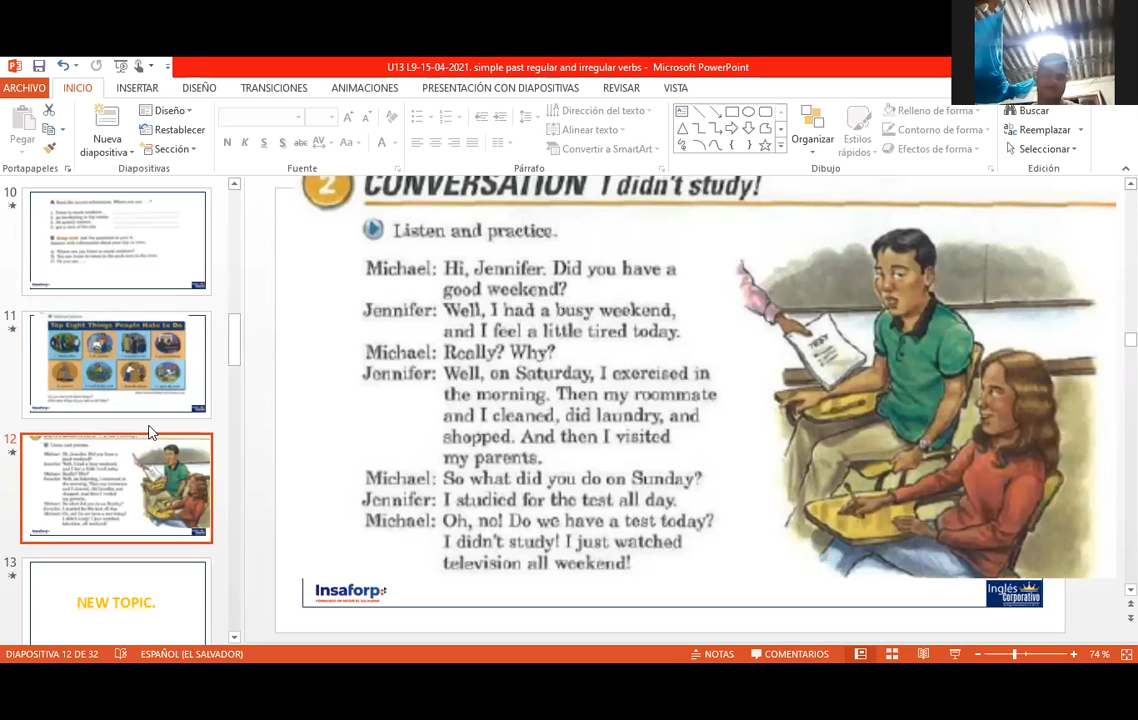 U13 L9-15-04-2021. simple past regular and irregular verbs - Microsoft PowerPoint
ARCHIVO INICIO INSERTAR DISEÑO TRANSICIONES ANIMACIONES PRESENTACIÓN CON DIAPOSITIVAS REVISAR VISTA
Pegar
Nueva diapositiva
Diseño
Restablecer
Sección
N K S S abc AV Aa A
Dirección del texto
Alinear texto
Convertir a SmartArt
Organizar
Estilos rápidos
Relleno de forma
Contorno de forma
Efectos de forma
Buscar
Reemplazar
Seleccionar
Portapapeles Diapositivas Fuente Párrafo Dibujo Edición
10
11
Top Eight Things People Hate to Do
12
13
NEW TOPIC.
2 CONVERSATION I didn't study!
Listen and practice.
Michael: Hi, Jennifer. Did you have a
good weekend?
Jennifer: Well, I had a busy weekend,
and I feel a little tired today.
Michael: Really? Why?
Jennifer: Well, on Saturday, I exercised in
the morning. Then my roommate
and I cleaned, did laundry, and
shopped. And then I visited
my parents.
Michael: So what did you do on Sunday?
Jennifer: I studied for the test all day.
Michael: Oh, no! Do we have a test today?
I didn't study! I just watched
television all weekend!
Insaforp
Inglés
Corporativo
DIAPOSITIVA 12 DE 32 ESPAÑOL (EL SALVADOR) NOTAS COMENTARIOS 74 %